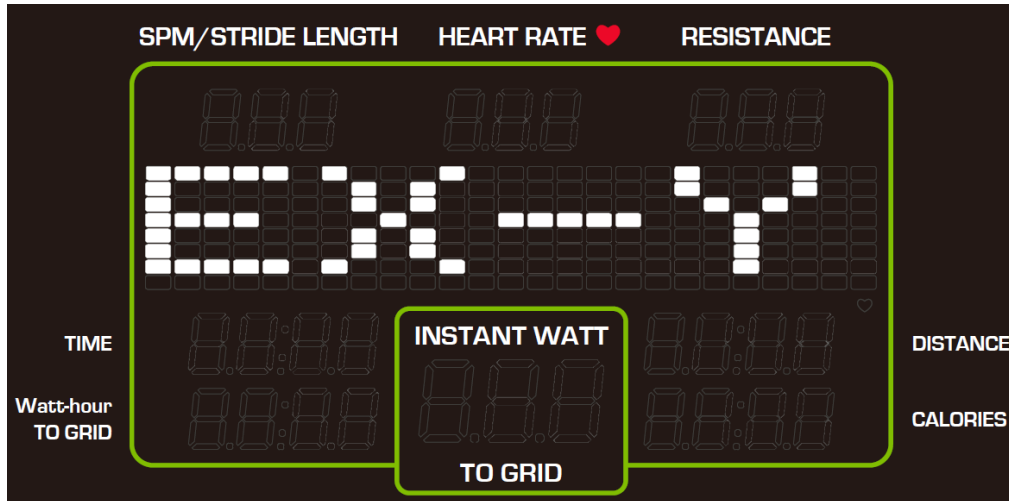 SPM/STRIDE LENGTH HEART RATE RESISTANCE
EX-Y
TIME INSTANT WATT DISTANCE
Watt-hour
TO GRID CALORIES
TO GRID